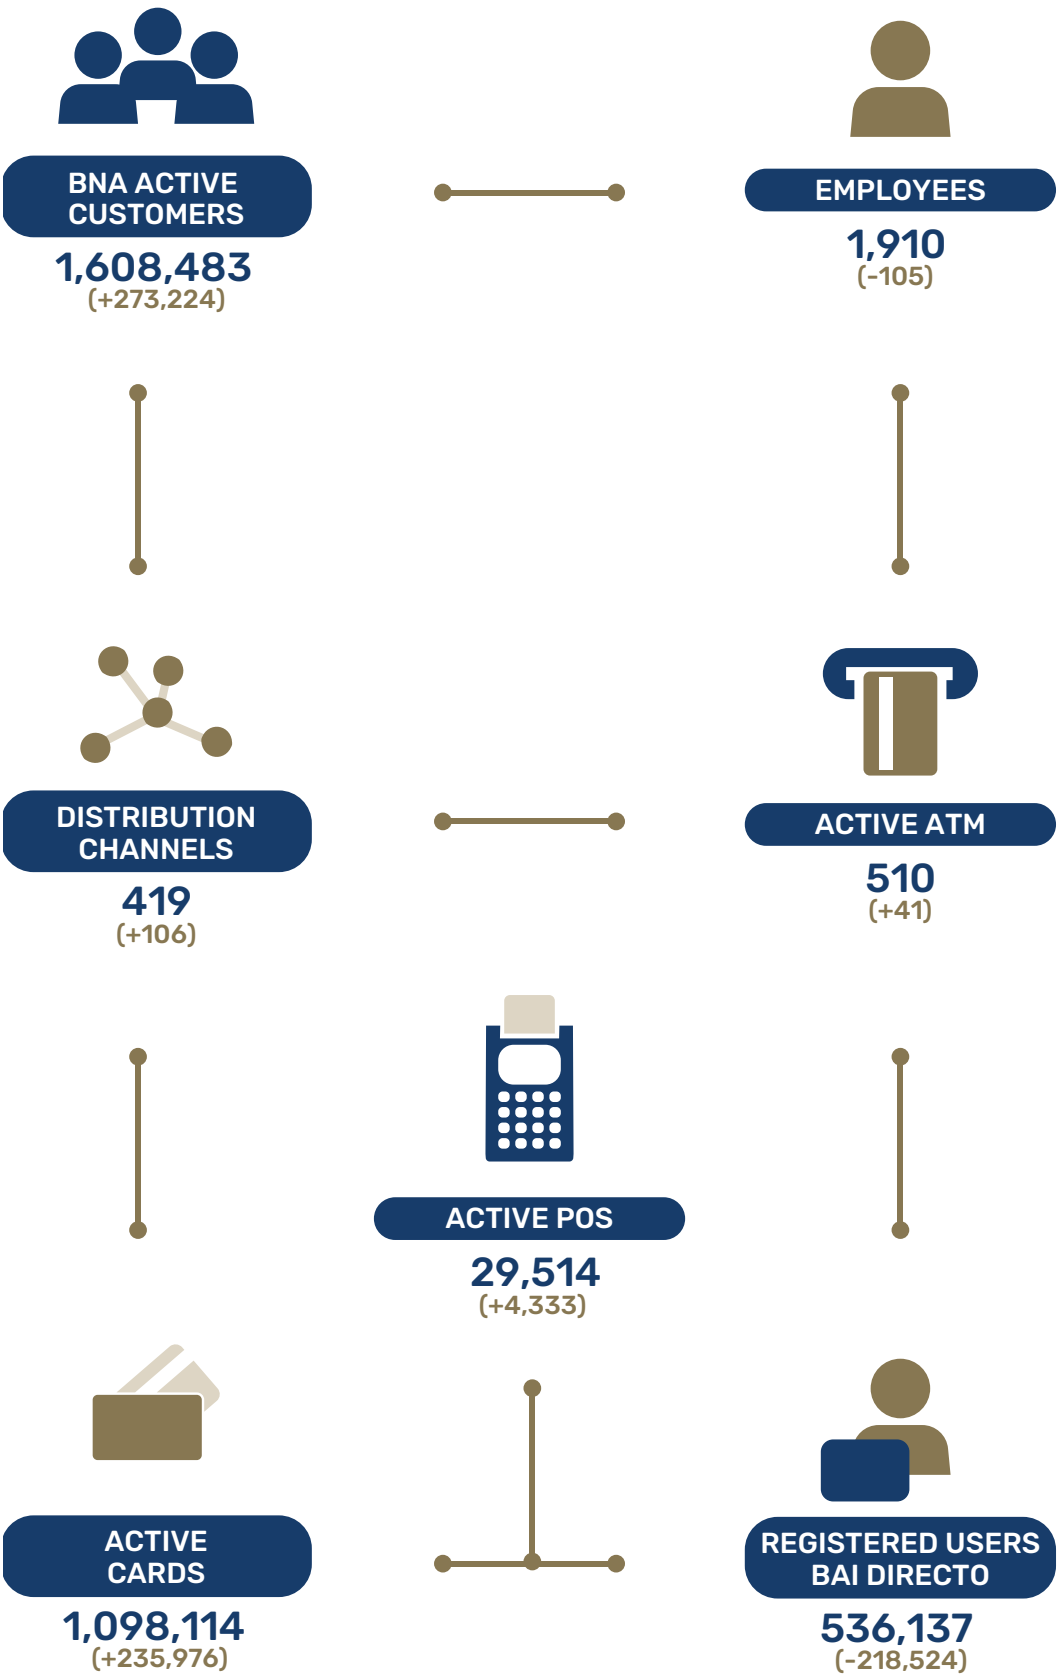 BNA ACTIVE
CUSTOMERS
1,608,483
(+273,224)
EMPLOYEES
1,910
(-105)
DISTRIBUTION
CHANNELS
419
(+106)
ACTIVE ATM
510
(+41)
ACTIVE POS
29,514
(+4,333)
ACTIVE
CARDS
1,098,114
(+235,976)
REGISTERED USERS
BAI DIRECTO
536,137
(-218,524)